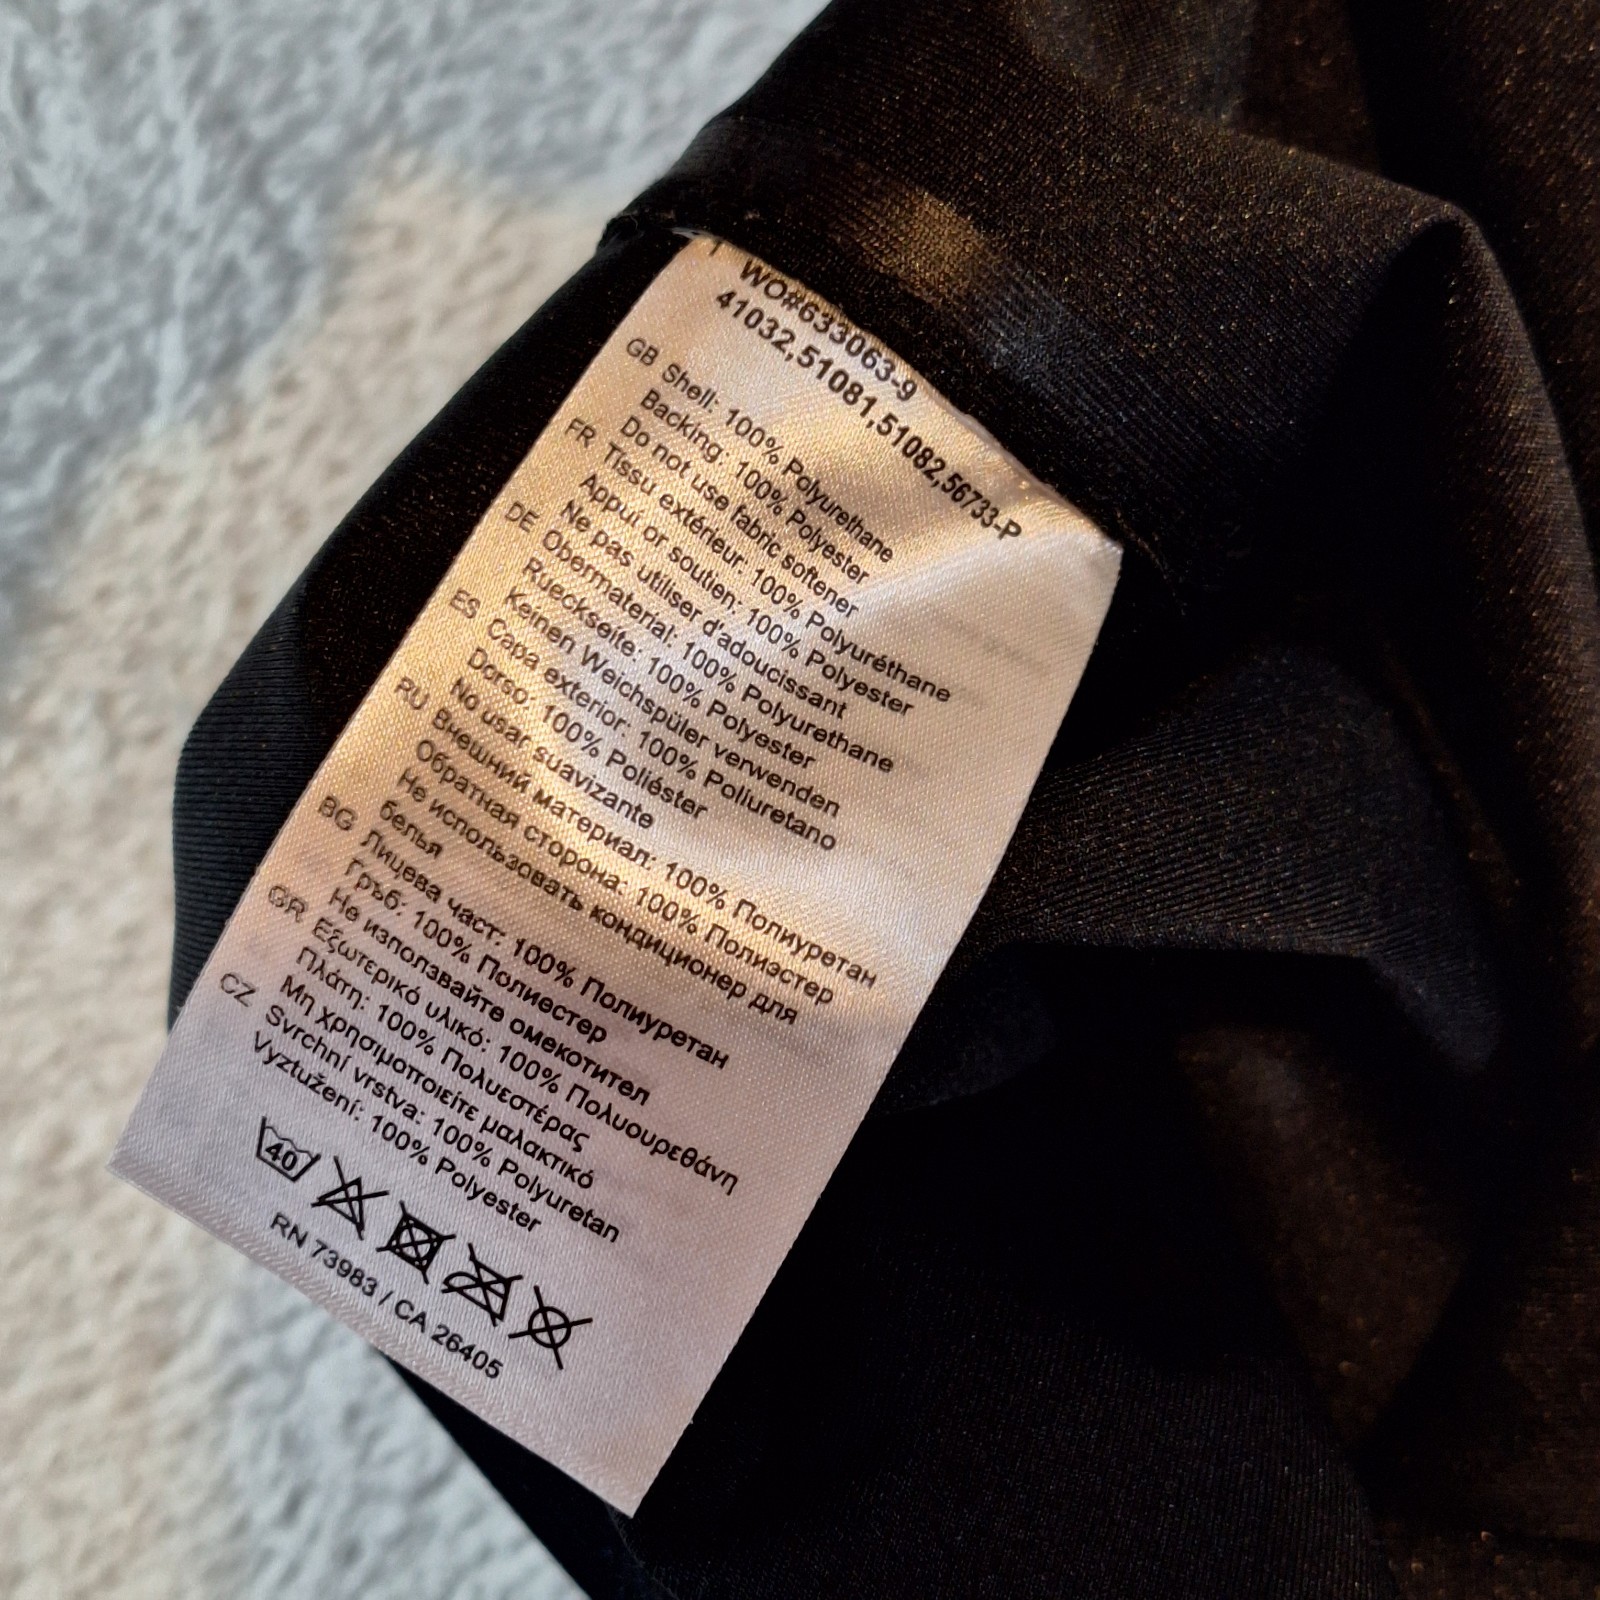 WO#633063-9
41032,51081,51082,56733-P
GB Shell: 100% Polyurethane
Backing: 100% Polyester
Do not use fabric softener
FR Tissu extérieur: 100% Polyuréthane
Appui or soutien: 100% Polyester
Ne pas utiliser d'adoucissant
DE Obermaterial: 100% Polyurethane
Rueckseite: 100% Polyester
Keinen Weichspüler verwenden
ES Capa exterior: 100% Poliuretano
Dorso: 100% Poliéster
No usar suavizante
RU Внешний материал: 100% Полиуретан
Обратная сторона: 100% Полиэстер
Не использовать кондиционер для
белья
BG Лицева част: 100% Полиуретан
Гръб: 100% Полиестер
Не използвайте омекотител
GR Εξωτερικό υλικό: 100% Πολυουρεθάνη
Πλάτη: 100% Πολυεστέρας
Μη χρησιμοποιείτε μαλακτικό
CZ Svrchní vrstva: 100% Polyuretan
Vyztužení: 100% Polyester
40
RN 73983 / CA 26405